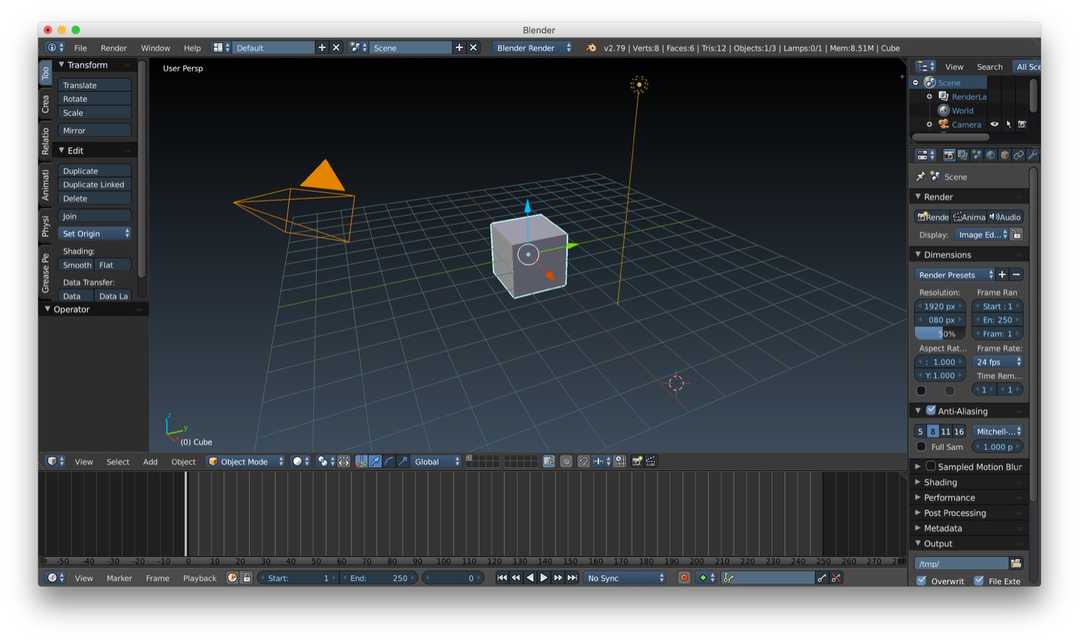 Blender
File Render Window Help Default Scene Blender Render v2.79 | Verts:8 | Faces:6 | Tris:12 | Objects:1/3 | Lamps:0/1 | Mem:8.51M | Cube
Too
Crea
Relatio
Animati
Physi
Grease Pe
Transform
Translate
Rotate
Scale
Mirror
Edit
Duplicate
Duplicate Linked
Delete
Join
Set Origin
Shading:
Smooth Flat
Data Transfer:
Data Data La
Operator
User Persp
z
y
(0) Cube
View Select Add Object Object Mode Global
-50 -40 -30 -20 -10 0 10 20 30 40 50 60 70 80 90 100 110 120 130 140 150 160 170 180 190 200 210 220 230 240 250 260 270 280
View Marker Frame Playback Start: 1 End: 250 0 No Sync
View Search All Sce
Scene
RenderLa
World
Camera
Scene
Render
Rende Anima Audio
Display: Image Ed...
Dimensions
Render Presets
Resolution: Frame Ran
1920 px Start : 1
080 px En: 250
50% Fram: 1
Aspect Rat... Frame Rate:
: 1.000 24 fps
Y:1.000 Time Rem...
1 1
Anti-Aliasing
5 8 11 16 Mitchell-...
Full Sam 1.000 p
Sampled Motion Blur
Shading
Performance
Post Processing
Metadata
Output
/tmp/
Overwrit File Exte